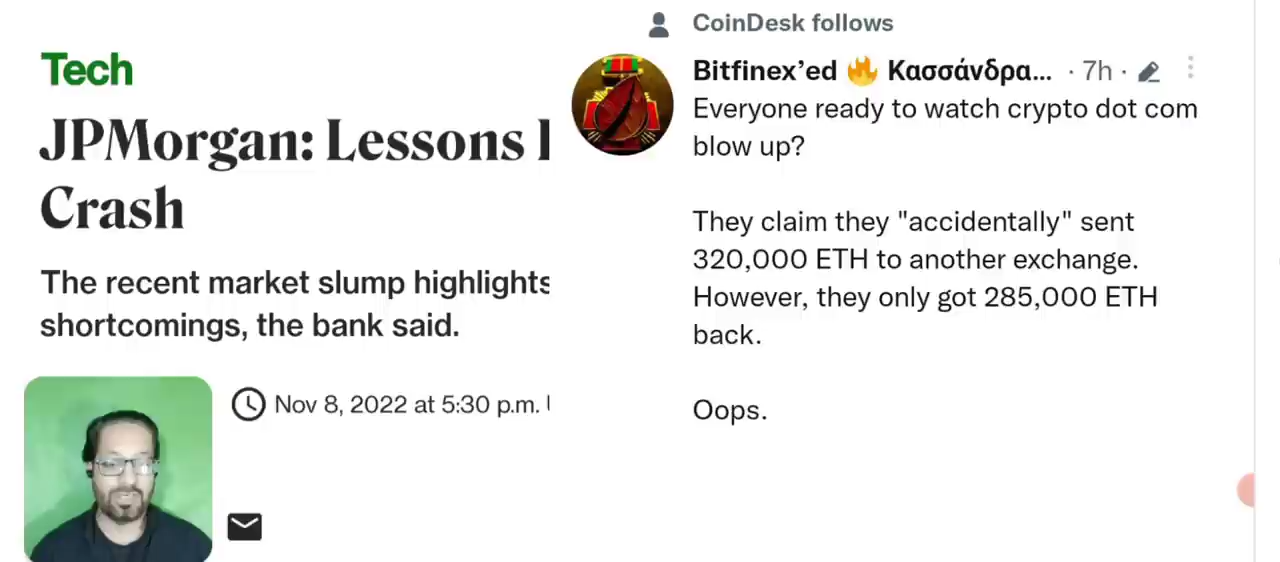 Tech
JPMorgan: Lessons
Crash
The recent market slump highlights
shortcomings, the bank said.
Nov 8, 2022 at 5:30 p.m.
CoinDesk follows
Bitfinex’ed 🔥 Κασσάνδρα... · 7h ·
Everyone ready to watch crypto dot com
blow up?
They claim they "accidentally" sent
320,000 ETH to another exchange.
However, they only got 285,000 ETH
back.
Oops.